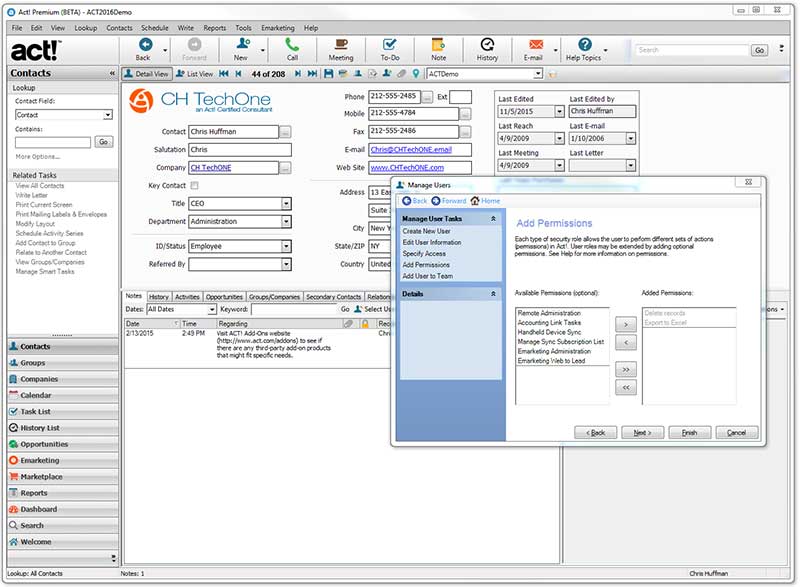 Act! Premium (BETA) - ACT2016Demo
File Edit View Lookup Contacts Schedule Write Reports Tools Emarketing Help
act!
Back Forward New Call Meeting To-Do Note History E-mail Help Topics Search Go
Contacts «
Detail View List View 44 of 208 ACTDemo
Lookup
Contact Field:
Contact
Contains:
Go
More Options...
Related Tasks
View All Contacts
Write Letter
Print Current Screen
Print Mailing Labels & Envelopes
Modify Layout
Schedule Activity Series
Add Contact to Group
Relate to Another Contact
View Groups/Companies
Manage Smart Tasks
Contacts
Groups
Companies
Calendar
Task List
History List
Opportunities
Emarketing
Marketplace
Reports
Dashboard
Search
Welcome
CH TechOne
an Act! Certified Consultant
Contact Chris Huffman ...
Salutation Chris
Company CH TechONE ...
Key Contact
Title CEO
Department Administration
ID/Status Employee
Referred By
Phone 212-555-2485 ... Ext
Mobile 212-555-4784 ...
Fax 212-555-2486 ...
E-mail Chris@CHTechONE.email
Web Site www.CHTechONE.com
Address 13 Eas
Suite
City New Y
State/ZIP NY
Country United
Last Edited Last Edited by
11/5/2015 Chris Huffman
Last Reach Last E-mail
4/9/2009 1/10/2006
Last Meeting Last Letter
4/9/2009
Notes History Activities Opportunities Groups/Companies Secondary Contacts Relation
Dates: All Dates Keyword: Go Select Use
ions
Date Time Regarding Reco
2/13/2015 2:49 PM Visit ACT! Add-Ons website Chris
(http://www.act.com/addons) to see if
there are any third-party add-on products
that might fit specific needs.
Manage Users
Back Forward Home
Manage User Tasks
Create New User
Edit User Information
Specify Access
Add Permissions
Add User to Team
Details
Add Permissions
Each type of security role allows the user to perform different sets of actions
(permissions) in Act!. User roles may be extended by adding optional
permissions. See Help for more information on permissions.
Available Permissions (optional): Added Permissions:
Remote Administration
Accounting Link Tasks
Handheld Device Sync
Manage Sync Subscription List
Emarketing Administration
Emarketing Web to Lead
>
<
>>
<<
Delete records
Export to Excel
< Back Next > Finish Cancel
Lookup: All Contacts Notes: 1 Chris Huffman